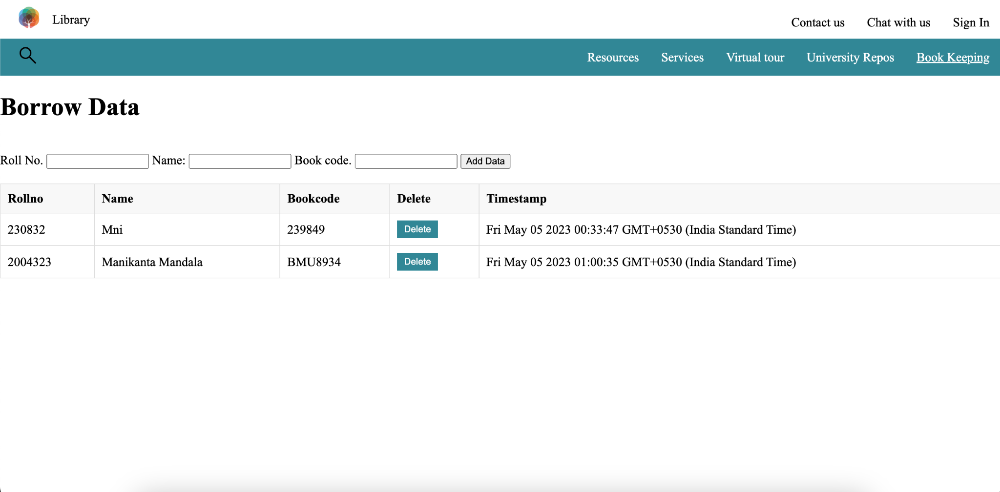 Library
Contact us Chat with us Sign In
Resources Services Virtual tour University Repos Book Keeping
Borrow Data
Roll No. Name: Book code. Add Data
Rollno Name Bookcode Delete Timestamp
230832 Mni 239849 Delete Fri May 05 2023 00:33:47 GMT+0530 (India Standard Time)
2004323 Manikanta Mandala BMU8934 Delete Fri May 05 2023 01:00:35 GMT+0530 (India Standard Time)